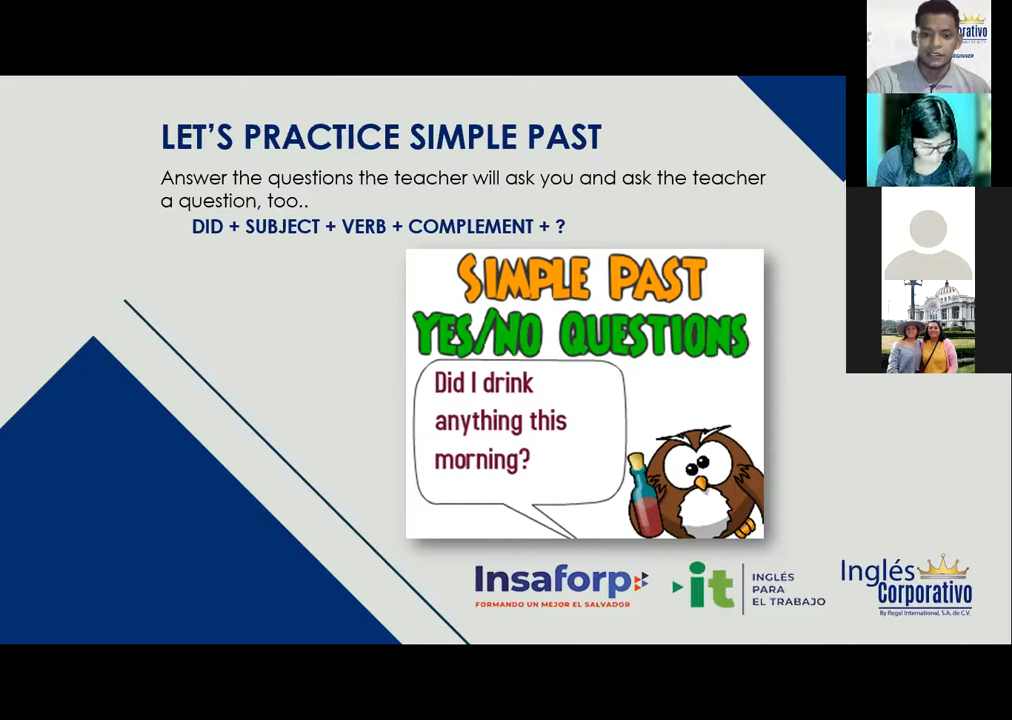 LET'S PRACTICE SIMPLE PAST
Answer the questions the teacher will ask you and ask the teacher
a question, too..
DID + SUBJECT + VERB + COMPLEMENT + ?
SIMPLE PAST
YES/NO QUESTIONS
Did I drink
anything this
morning?
Insaforp
FORMANDO UN MEJOR EL SALVADOR
it
INGLÉS
PARA
EL TRABAJO
Inglés
Corporativo
By Regal International, S.A. de C.V.